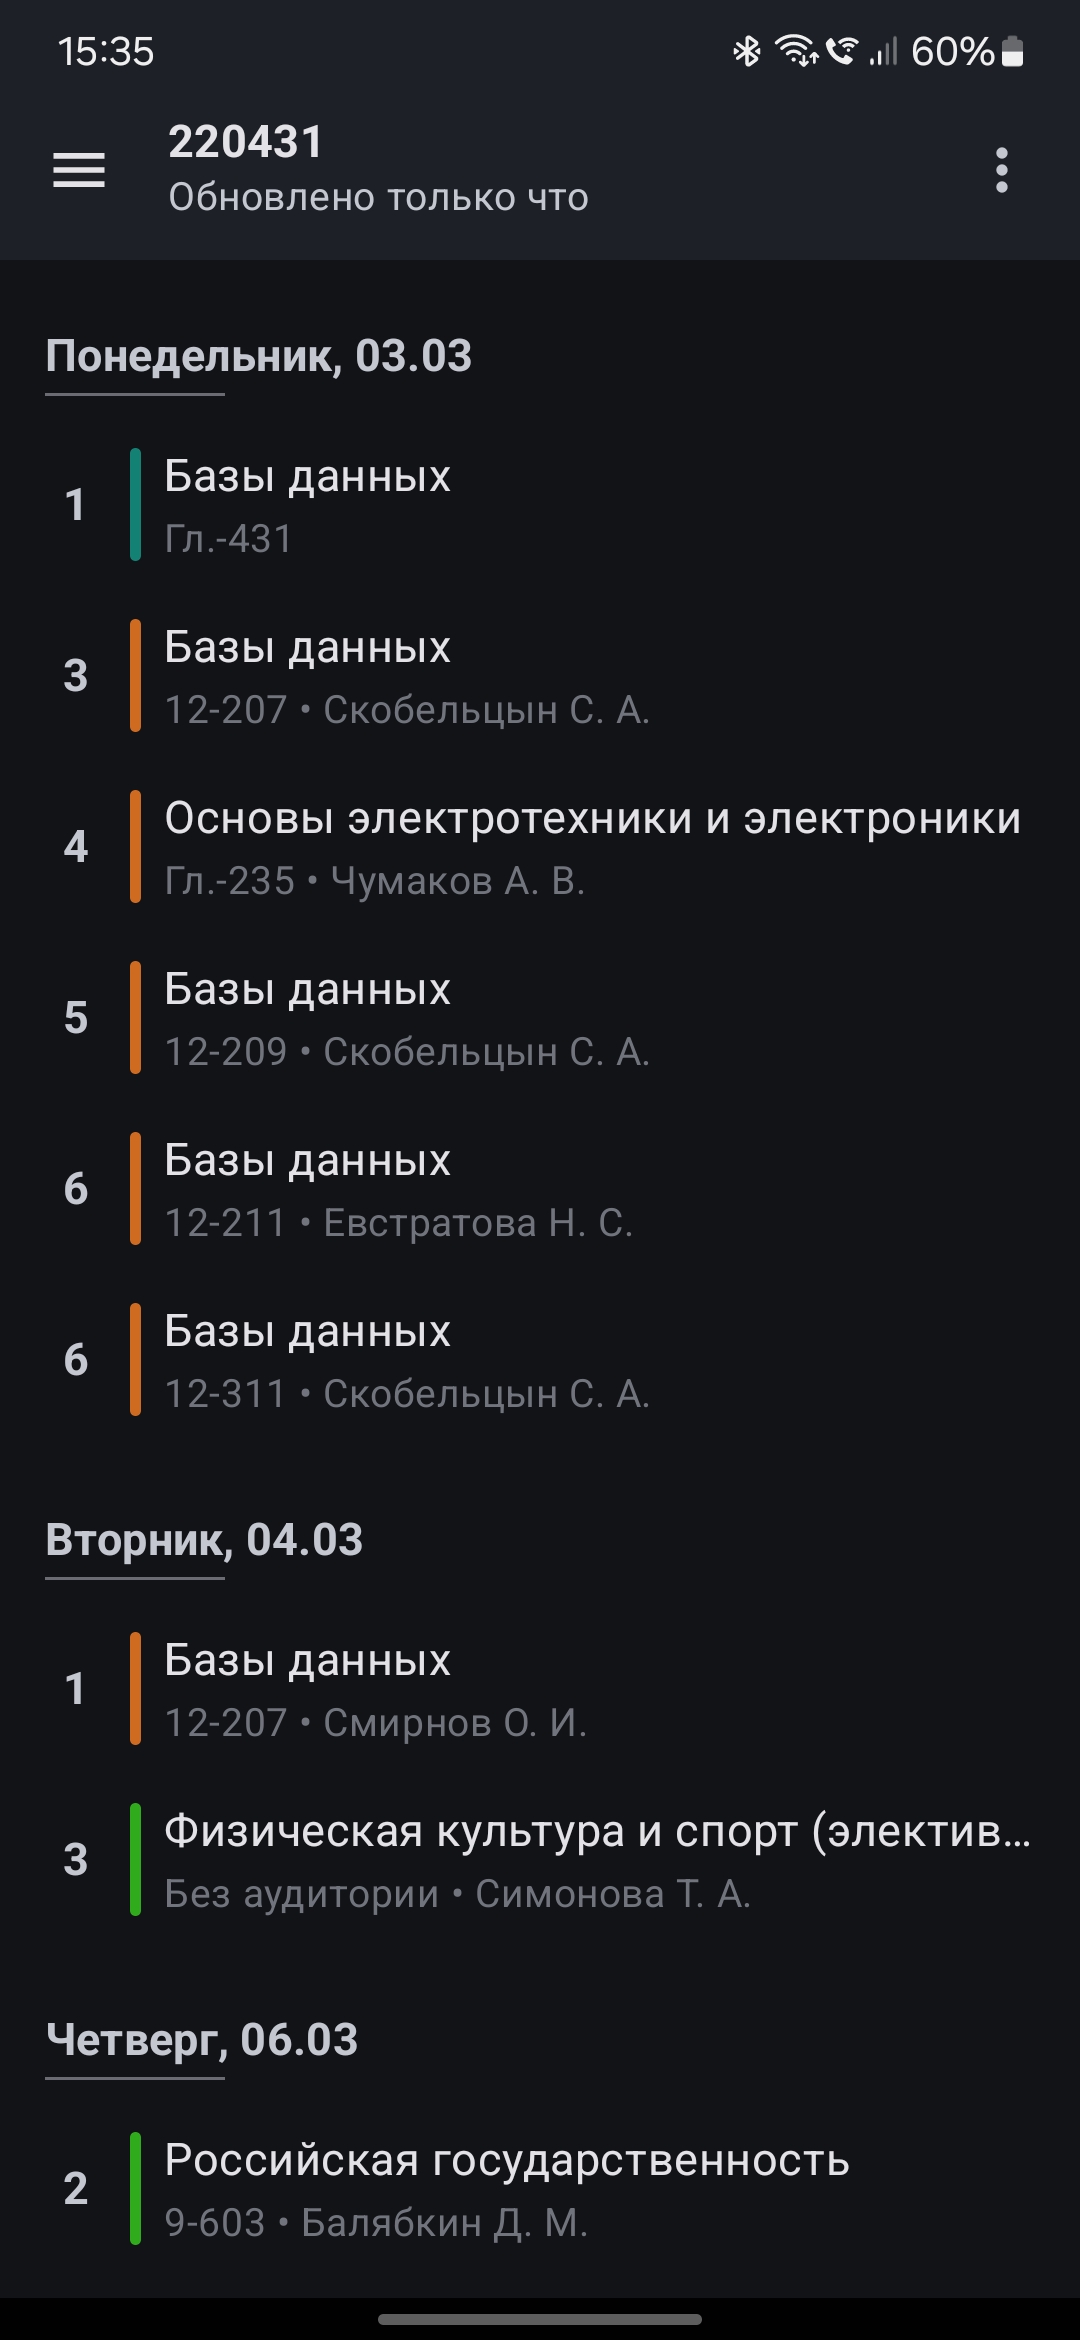 15:35
60%
220431
Обновлено только что
Понедельник, 03.03
1
Базы данных
Гл.-431
3
Базы данных
12-207 • Скобельцын С. А.
4
Основы электротехники и электроники
Гл.-235 • Чумаков А. В.
5
Базы данных
12-209 • Скобельцын С. А.
6
Базы данных
12-211 • Евстратова Н. С.
6
Базы данных
12-311 • Скобельцын С. А.
Вторник, 04.03
1
Базы данных
12-207 • Смирнов О. И.
3
Физическая культура и спорт (электив…
Без аудитории • Симонова Т. А.
Четверг, 06.03
2
Российская государственность
9-603 • Балябкин Д. М.